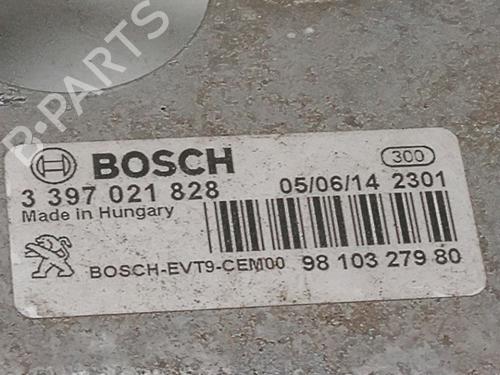 B-PARTS
BOSCH
300
3 397 021 828
05/06/14 2301
Made in Hungary
BOSCH-EVT9-CEM00
98 103 279 80